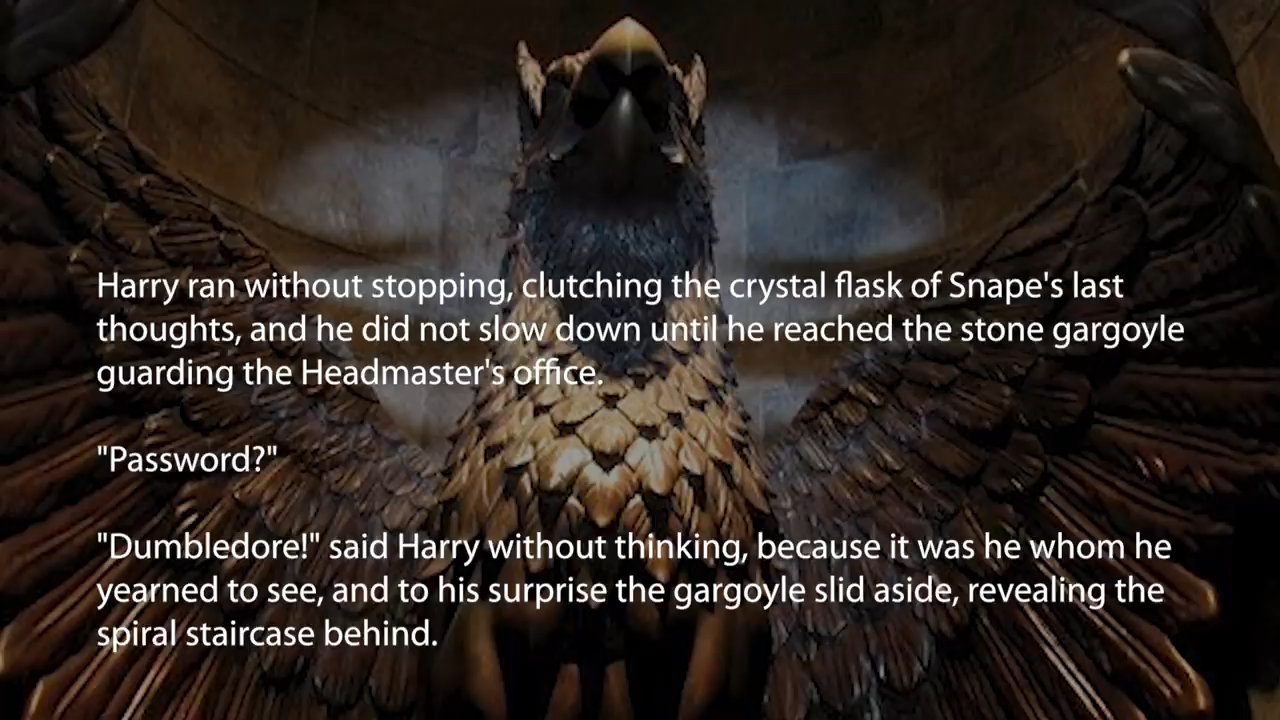 Harry ran without stopping, clutching the crystal flask of Snape's last
thoughts, and he did not slow down until he reached the stone gargoyle
guarding the Headmaster's office.
"Password?"
"Dumbledore!" said Harry without thinking, because it was he whom he
yearned to see, and to his surprise the gargoyle slid aside, revealing the
spiral staircase behind.